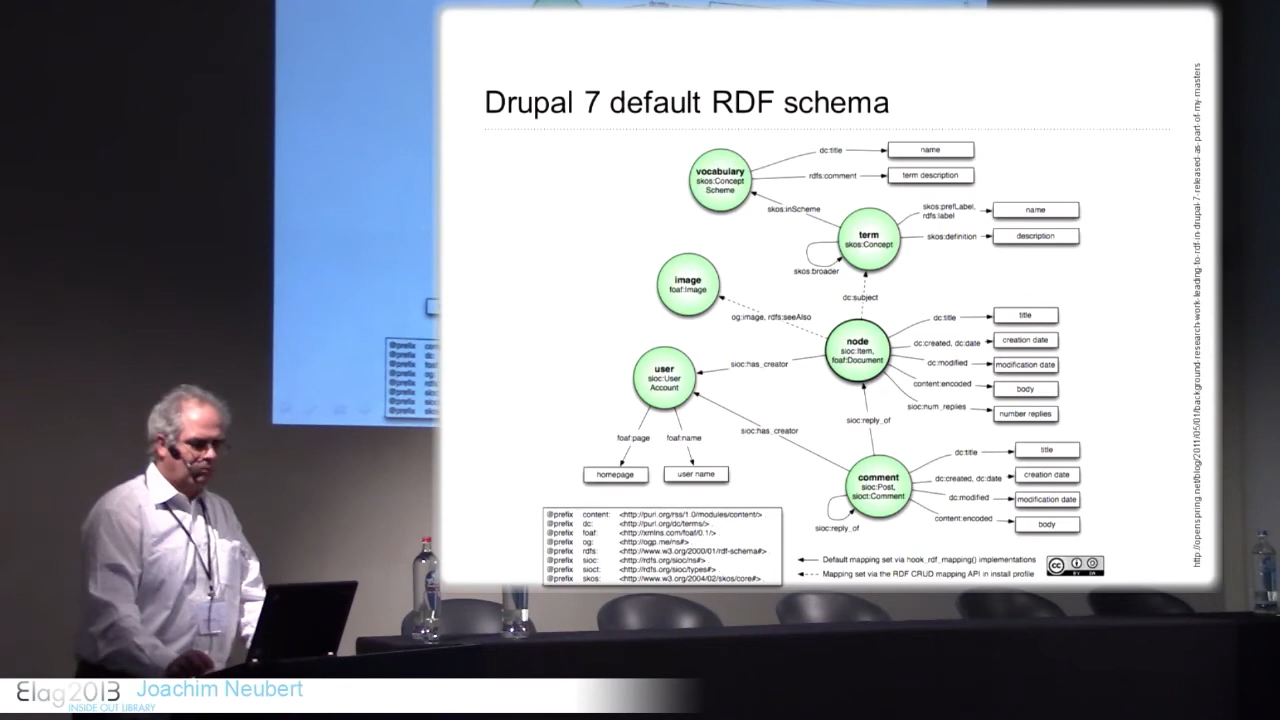 Drupal 7 default RDF schema
vocabulary
skos:Concept
Scheme
dc:title
name
rdfs:comment
term description
skos:inScheme
term
skos:Concept
skos:prefLabel,
rdfs:label
name
skos:definition
description
skos:broader
image
foaf:Image
dc:subject
og:image, rdfs:seeAlso
node
sioc:Item,
foaf:Document
dc:title
title
dc:created, dc:date
creation date
dc:modified
modification date
content:encoded
body
sioc:num_replies
number replies
user
sioc:User
Account
sioc:has_creator
sioc:has_creator
sioc:reply_of
foaf:page
foaf:name
homepage
user name
comment
sioc:Post,
sioct:Comment
dc:title
title
dc:created, dc:date
creation date
dc:modified
modification date
content:encoded
body
sioc:reply_of
@prefix content: <http://purl.org/rss/1.0/modules/content/>
@prefix dc: <http://purl.org/dc/terms/> .
@prefix foaf: <http://xmlns.com/foaf/0.1/> .
@prefix og: <http://ogp.me/ns#> .
@prefix rdfs: <http://www.w3.org/2000/01/rdf-schema#> .
@prefix sioc: <http://rdfs.org/sioc/ns#> .
@prefix sioct: <http://rdfs.org/sioc/types#> .
@prefix skos: <http://www.w3.org/2004/02/skos/core#> .
Default mapping set via hook_rdf_mapping() implementations
Mapping set via the RDF CRUD mapping API in install profile
cc
http://openspring.net/blog/2011/05/01/background-research-work-leading-to-rdf-in-drupal-7-released-as-part-of-my-masters
@prefix
@prefix
@prefix
@prefix
@prefix
@prefix
@prefix
@prefix
Elag2013
INSIDE OUT LIBRARY
Joachim Neubert